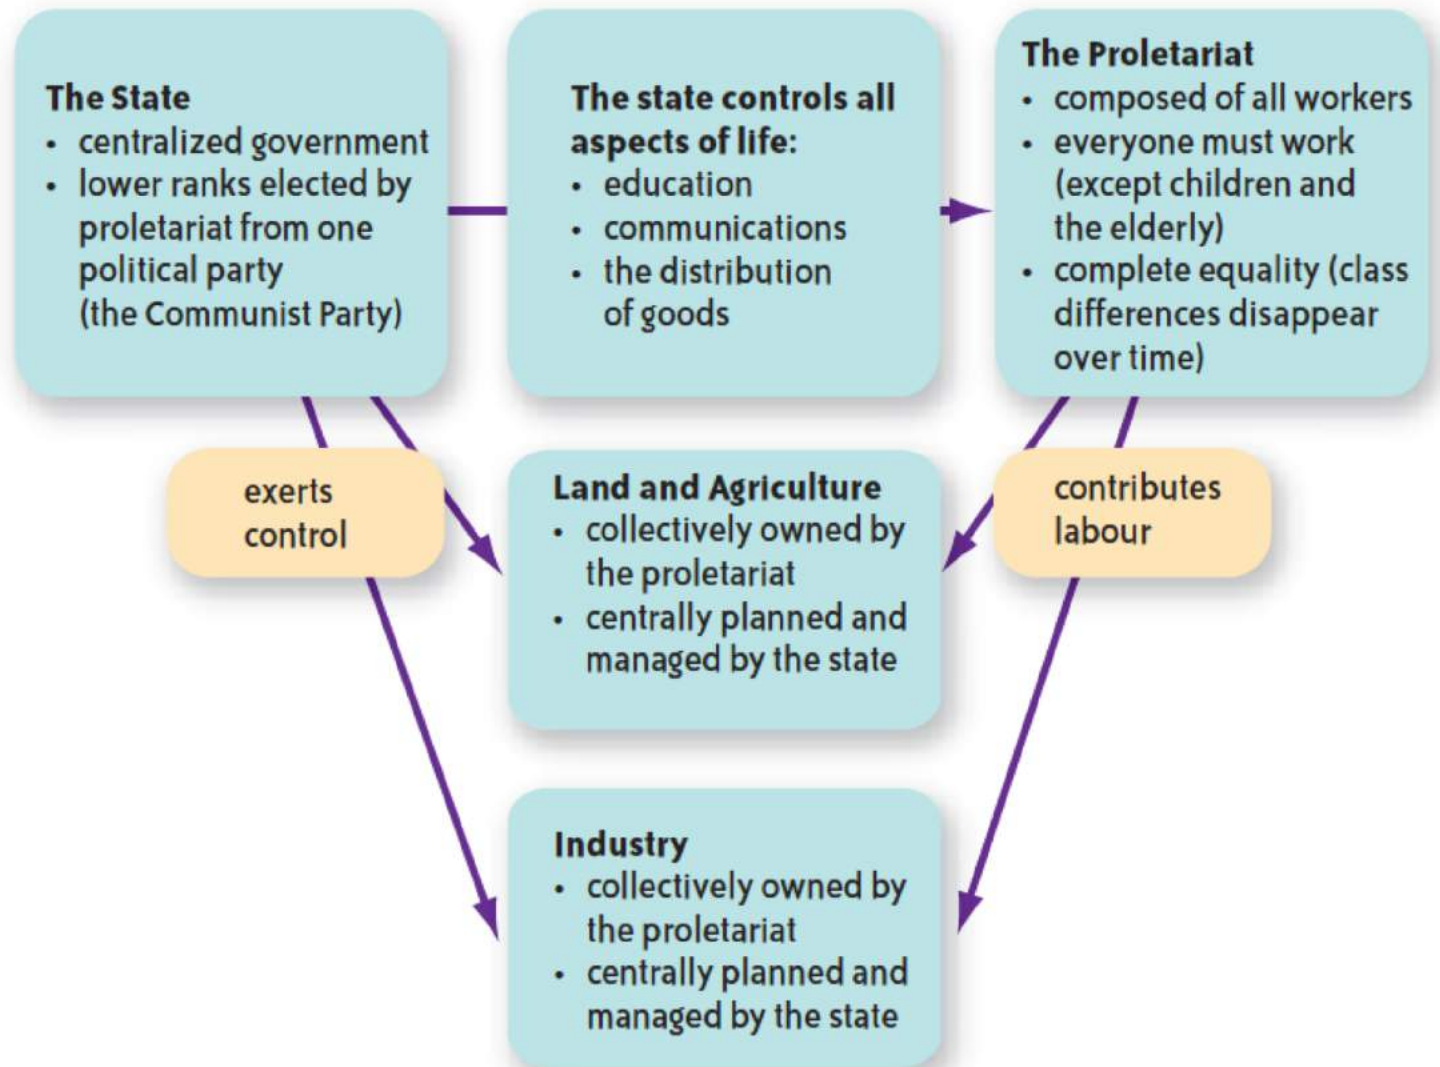 The State
• centralized government
• lower ranks elected by
proletariat from one
political party
(the Communist Party)
The state controls all
aspects of life:
• education
• communications
• the distribution
of goods
The Proletariat
• composed of all workers
• everyone must work
(except children and
the elderly)
• complete equality (class
differences disappear
over time)
exerts
control
Land and Agriculture
• collectively owned by
the proletariat
• centrally planned and
managed by the state
contributes
labour
Industry
• collectively owned by
the proletariat
• centrally planned and
managed by the state